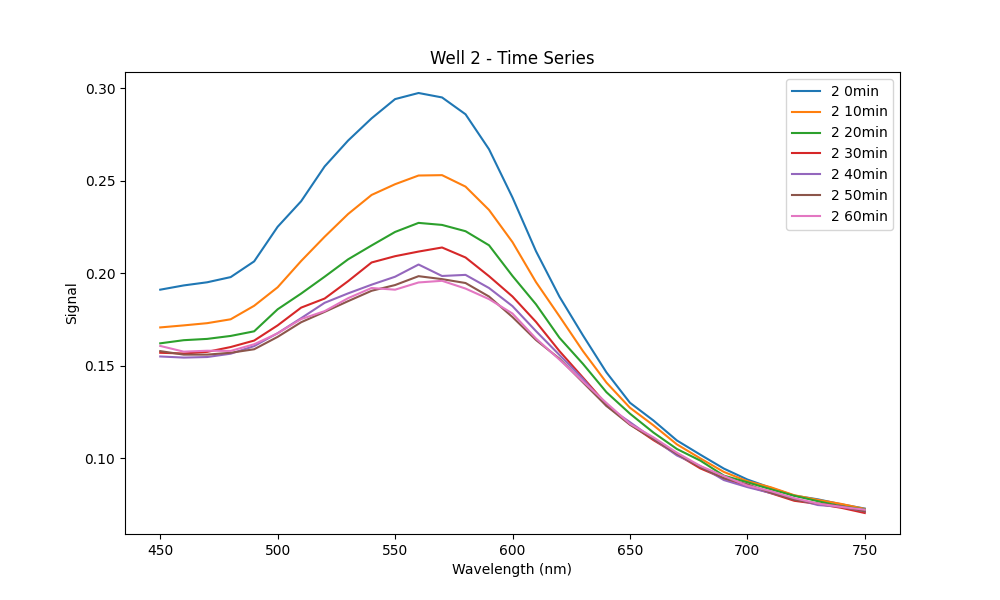 Well 2 - Time Series
0.30
0.25
0.20
0.15
0.10
Signal
450
500
550
600
650
700
750
Wavelength (nm)
2 0min
2 10min
2 20min
2 30min
2 40min
2 50min
2 60min